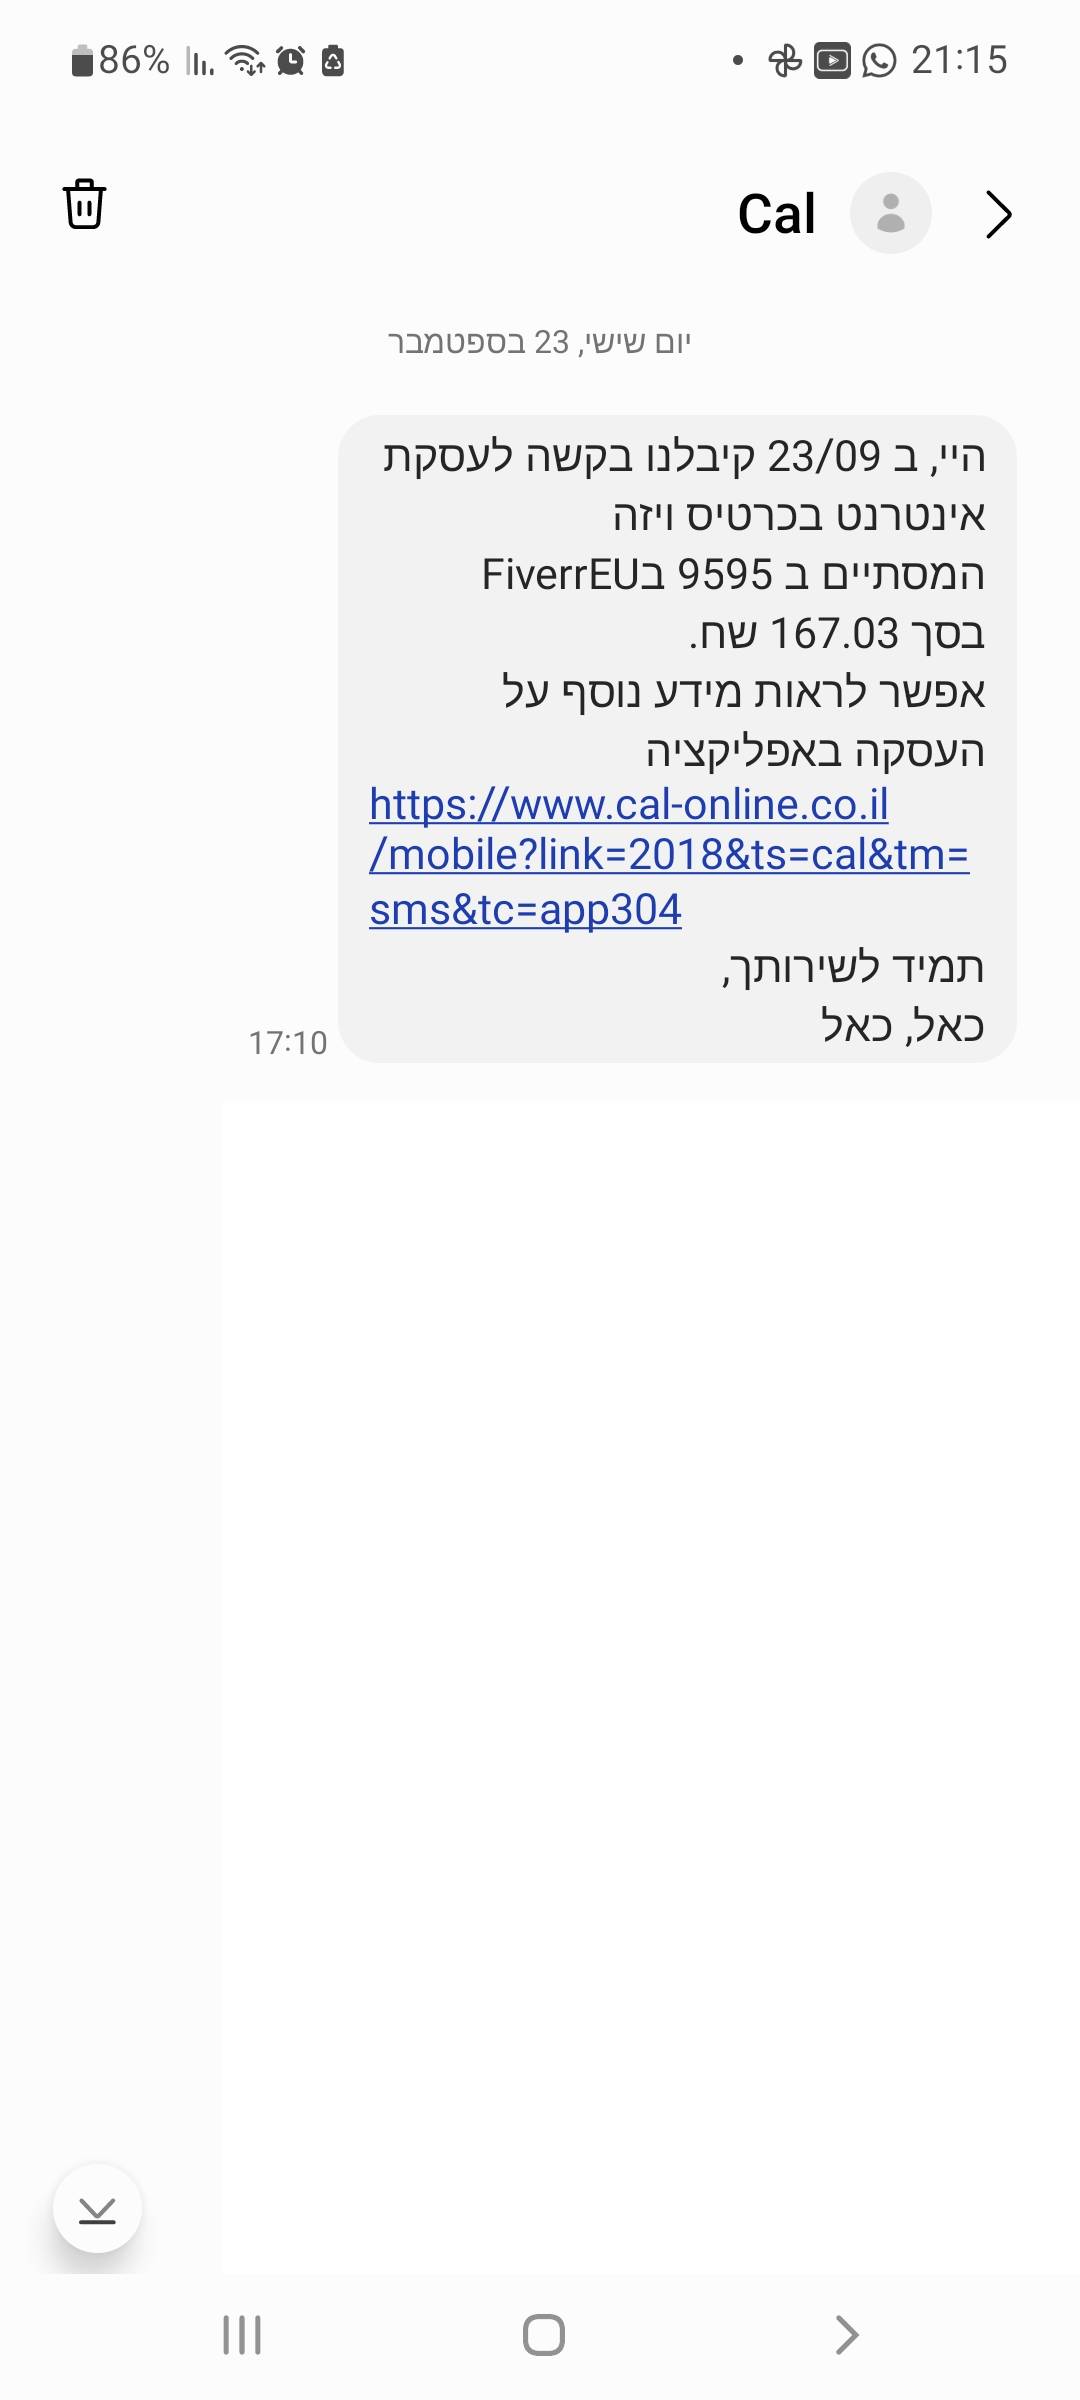 86%
21:15
Cal
יום שישי, 23 בספטמבר
היי, ב 23/09 קיבלנו בקשה לעסקת
אינטרנט בכרטיס ויזה
המסתיים ב 9595 בFiverrEU
בסך 167.03 שח.
אפשר לראות מידע נוסף על
העסקה באפליקציה
https://www.cal-online.co.il
/mobile?link=2018&ts=cal&tm=
sms&tc=app304
תמיד לשירותך,
כאל, כאל
17:10